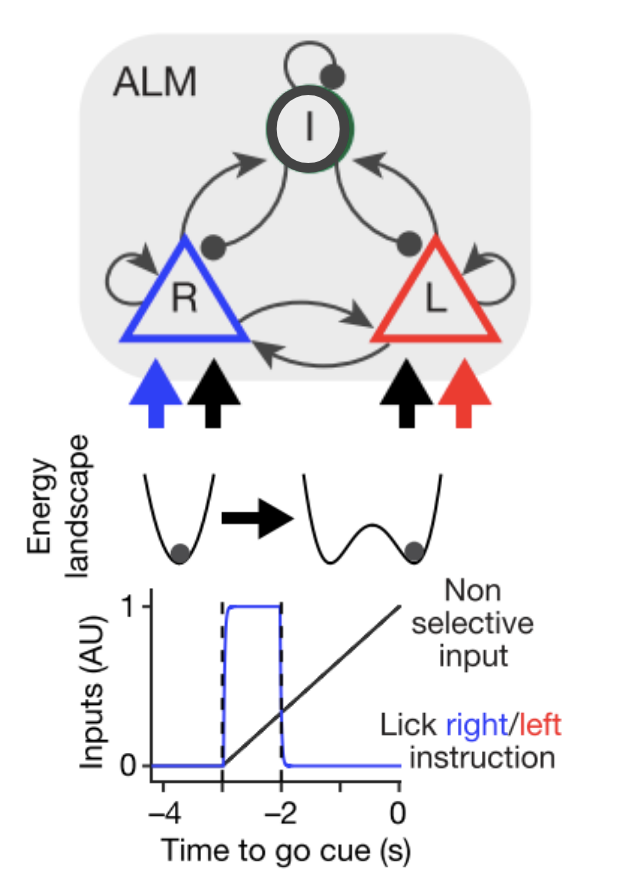 ALM
I
R
L
Energy
landscape
Inputs (AU)
1
0
Non
selective
input
Lick right/left
instruction
–4
–2
0
Time to go cue (s)